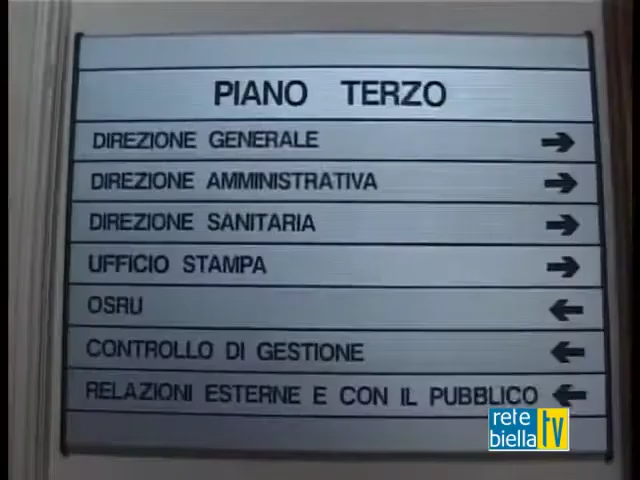 PIANO TERZO
DIREZIONE GENERALE →
DIREZIONE AMMINISTRATIVA →
DIREZIONE SANITARIA →
UFFICIO STAMPA →
OSRU ←
CONTROLLO DI GESTIONE ←
RELAZIONI ESTERNE E CON IL PUBBLICO ←
rete
biella tv